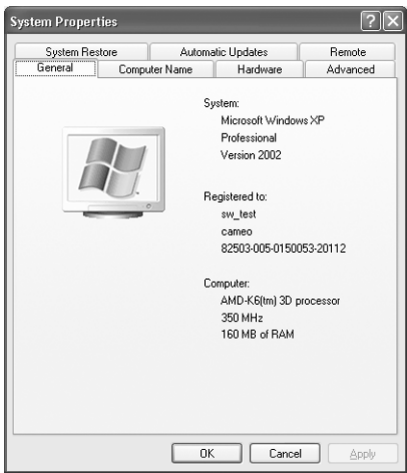 System Properties
System Restore Automatic Updates Remote
General Computer Name Hardware Advanced
System:
Microsoft Windows XP
Professional
Version 2002
Registered to:
sw_test
cameo
82503-005-0150053-20112
Computer:
AMD-K6(tm) 3D processor
350 MHz
160 MB of RAM
OK Cancel Apply